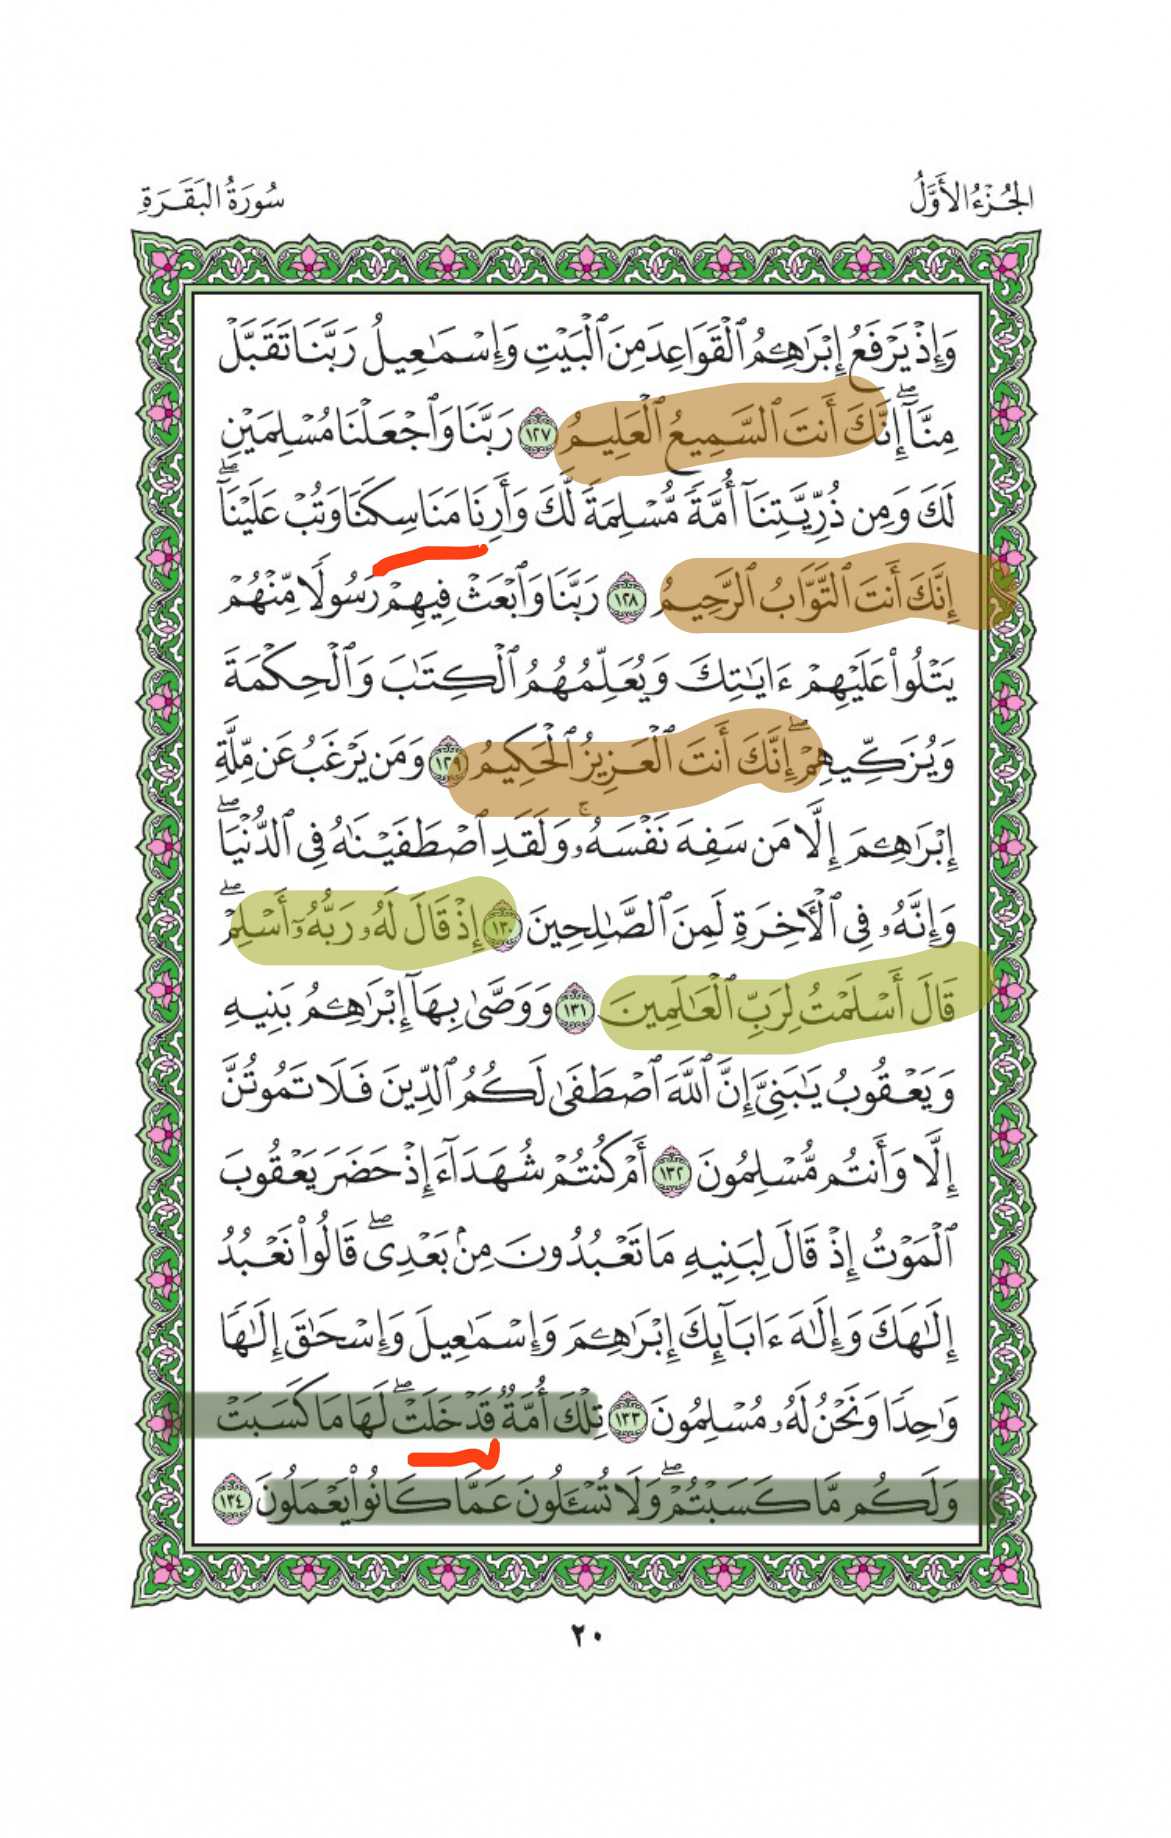 الجُزْءُ الأَوَّلُ
سُورَةُ البَقَرَةِ
وَإِذْ يَرْفَعُ إِبْرَٰهِـۧمُ ٱلْقَوَاعِدَ مِنَ ٱلْبَيْتِ وَإِسْمَٰعِيلُ رَبَّنَا تَقَبَّلْ
مِنَّآۖ إِنَّكَ أَنتَ ٱلسَّمِيعُ ٱلْعَلِيمُ ١٢٧ رَبَّنَا وَٱجْعَلْنَا مُسْلِمَيْنِ
لَكَ وَمِن ذُرِّيَّتِنَآ أُمَّةً مُّسْلِمَةً لَّكَ وَأَرِنَا مَنَاسِكَنَا وَتُبْ عَلَيْنَآۖ
إِنَّكَ أَنتَ ٱلتَّوَّابُ ٱلرَّحِيمُ ١٢٨ رَبَّنَا وَٱبْعَثْ فِيهِمْ رَسُولًا مِّنْهُمْ
يَتْلُوا۟ عَلَيْهِمْ ءَايَٰتِكَ وَيُعَلِّمُهُمُ ٱلْكِتَٰبَ وَٱلْحِكْمَةَ
وَيُزَكِّيهِمْۖ إِنَّكَ أَنتَ ٱلْعَزِيزُ ٱلْحَكِيمُ ١٢٩ وَمَن يَرْغَبُ عَن مِّلَّةِ
إِبْرَٰهِـۧمَ إِلَّا مَن سَفِهَ نَفْسَهُۥۚ وَلَقَدِ ٱصْطَفَيْنَٰهُ فِى ٱلدُّنْيَاۖ
وَإِنَّهُۥ فِى ٱلْءَاخِرَةِ لَمِنَ ٱلصَّٰلِحِينَ ١٣٠ إِذْ قَالَ لَهُۥ رَبُّهُۥٓ أَسْلِمْۖ
قَالَ أَسْلَمْتُ لِرَبِّ ٱلْعَٰلَمِينَ ١٣١ وَوَصَّىٰ بِهَآ إِبْرَٰهِـۧمُ بَنِيهِ
وَيَعْقُوبُ يَٰبَنِىَّ إِنَّ ٱللَّهَ ٱصْطَفَىٰ لَكُمُ ٱلدِّينَ فَلَا تَمُوتُنَّ
إِلَّا وَأَنتُم مُّسْلِمُونَ ١٣٢ أَمْ كُنتُمْ شُهَدَآءَ إِذْ حَضَرَ يَعْقُوبَ
ٱلْمَوْتُ إِذْ قَالَ لِبَنِيهِ مَا تَعْبُدُونَ مِنۢ بَعْدِىۖ قَالُوا۟ نَعْبُدُ
إِلَٰهَكَ وَإِلَٰهَ ءَابَآئِكَ إِبْرَٰهِـۧمَ وَإِسْمَٰعِيلَ وَإِسْحَٰقَ إِلَٰهًا
وَٰحِدًا وَنَحْنُ لَهُۥ مُسْلِمُونَ ١٣٣ تِلْكَ أُمَّةٌ قَدْ خَلَتْۖ لَهَا مَا كَسَبَتْ
وَلَكُم مَّا كَسَبْتُمْۖ وَلَا تُسْـَٔلُونَ عَمَّا كَانُوا۟ يَعْمَلُونَ ١٣٤
٢٠